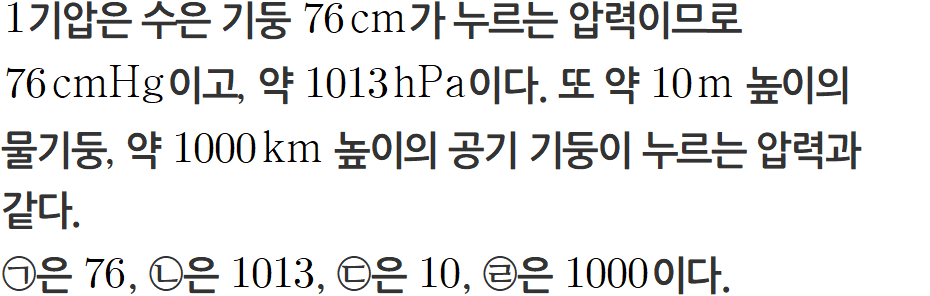 1기압은 수은 기둥 76 cm가 누르는 압력이므로
76 cmHg이고, 약 1013 hPa이다. 또 약 10 m 높이의
물기둥, 약 1000 km 높이의 공기 기둥이 누르는 압력과
같다.
㉠은 76, ㉡은 1013, ㉢은 10, ㉣은 1000이다.